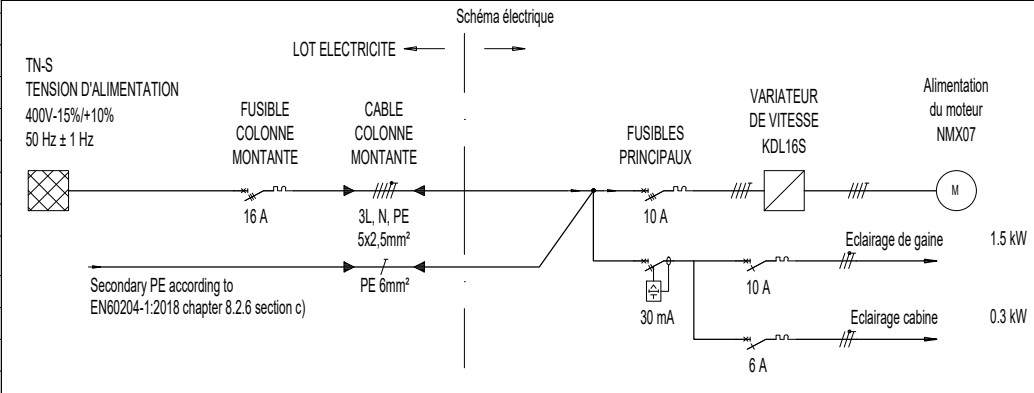 Schéma électrique
LOT ELECTRICITE
TN-S
TENSION D'ALIMENTATION
400V-15%/+10%
50 Hz ± 1 Hz
FUSIBLE
COLONNE
MONTANTE
CABLE
COLONNE
MONTANTE
FUSIBLES
PRINCIPAUX
VARIATEUR
DE VITESSE
KDL16S
Alimentation
du moteur
NMX07
M
16 A
3L, N, PE
5x2,5mm²
10 A
Eclairage de gaine
1.5 kW
Secondary PE according to
EN60204-1:2018 chapter 8.2.6 section c)
PE 6mm²
30 mA
10 A
Eclairage cabine
0.3 kW
6 A